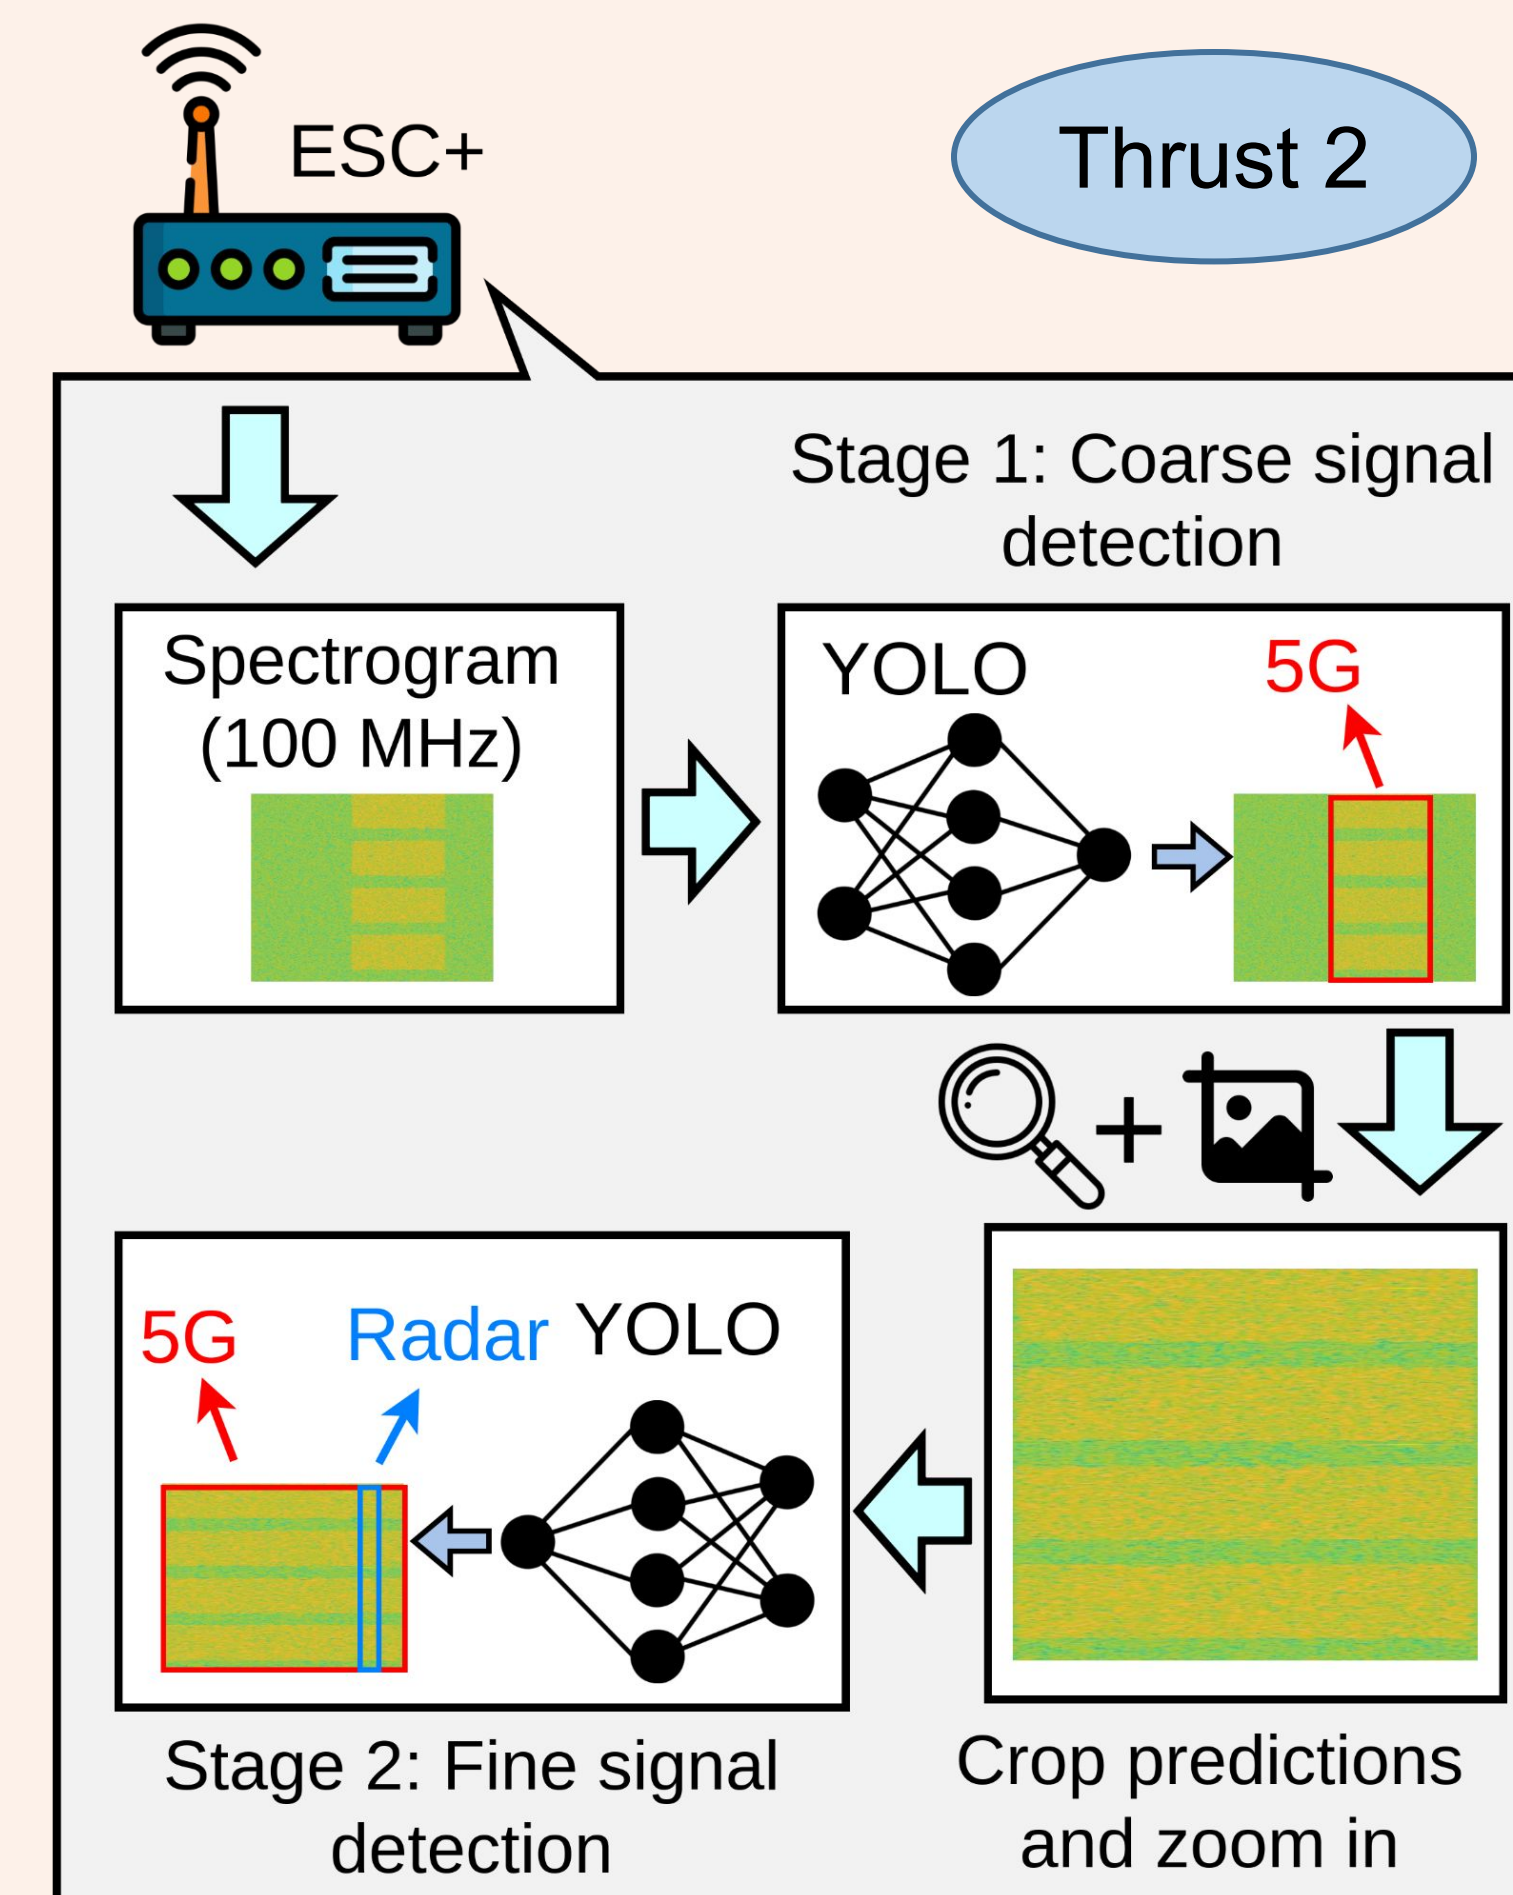 ESC+
Thrust 2
Stage 1: Coarse signal
detection
Spectrogram
(100 MHz)
YOLO
5G
+
5G
Radar
YOLO
Stage 2: Fine signal
detection
Crop predictions
and zoom in